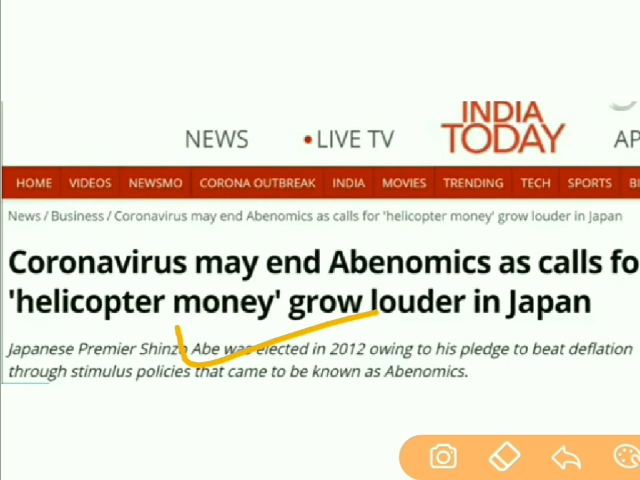 INDIA
NEWS •LIVE TV TODAY AP
HOME VIDEOS NEWSMO CORONA OUTBREAK INDIA MOVIES TRENDING TECH SPORTS BI
News / Business / Coronavirus may end Abenomics as calls for 'helicopter money' grow louder in Japan
Coronavirus may end Abenomics as calls fo
'helicopter money' grow louder in Japan
Japanese Premier Shinzo Abe was elected in 2012 owing to his pledge to beat deflation
through stimulus policies that came to be known as Abenomics.